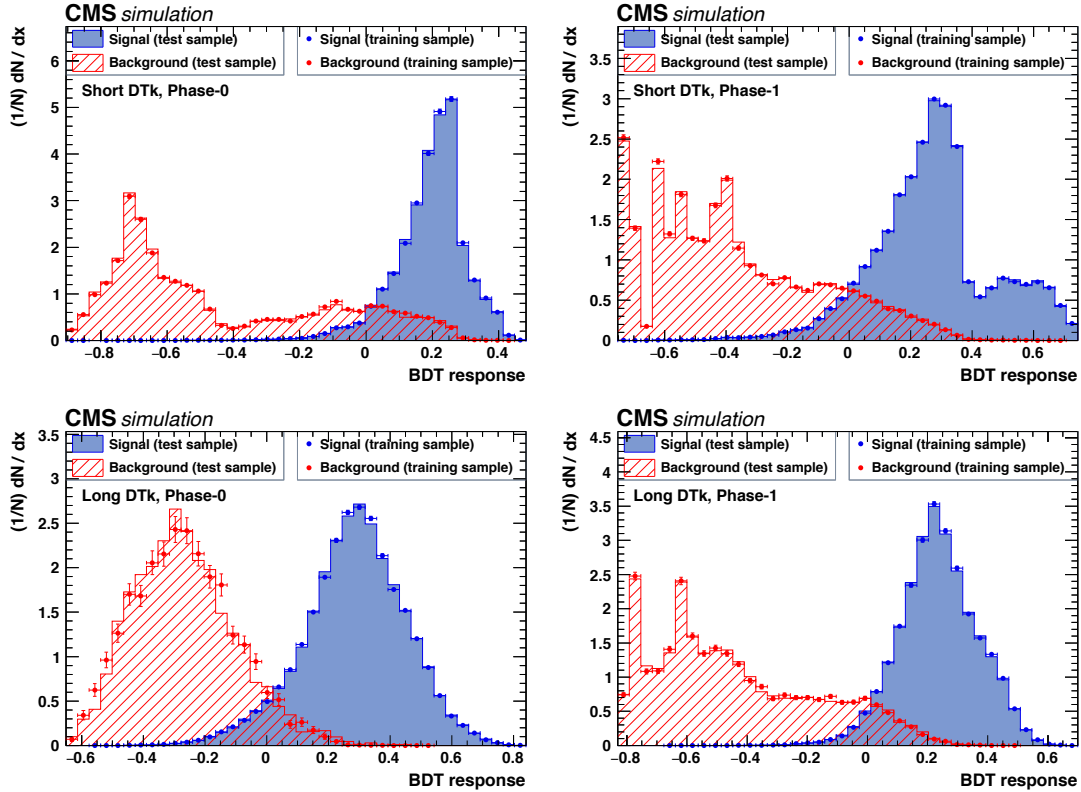 CMS simulation
(1/N) dN / dx
Signal (test sample)
Signal (training sample)
Background (test sample)
Background (training sample)
Short DTk, Phase-0
6
5
4
3
2
1
0
−0.8 −0.6 −0.4 −0.2 0 0.2 0.4
BDT response
CMS simulation
(1/N) dN / dx
Signal (test sample)
Signal (training sample)
Background (test sample)
Background (training sample)
Short DTk, Phase-1
3.5
3
2.5
2
1.5
1
0.5
0
−0.6 −0.4 −0.2 0 0.2 0.4 0.6
BDT response
CMS simulation
(1/N) dN / dx
Signal (test sample)
Signal (training sample)
Background (test sample)
Background (training sample)
Long DTk, Phase-0
3.5
3
2.5
2
1.5
1
0.5
0
−0.6 −0.4 −0.2 0 0.2 0.4 0.6 0.8
BDT response
CMS simulation
(1/N) dN / dx
Signal (test sample)
Signal (training sample)
Background (test sample)
Background (training sample)
Long DTk, Phase-1
4.5
4
3.5
3
2.5
2
1.5
1
0.5
0
−0.8 −0.6 −0.4 −0.2 0 0.2 0.4 0.6
BDT response